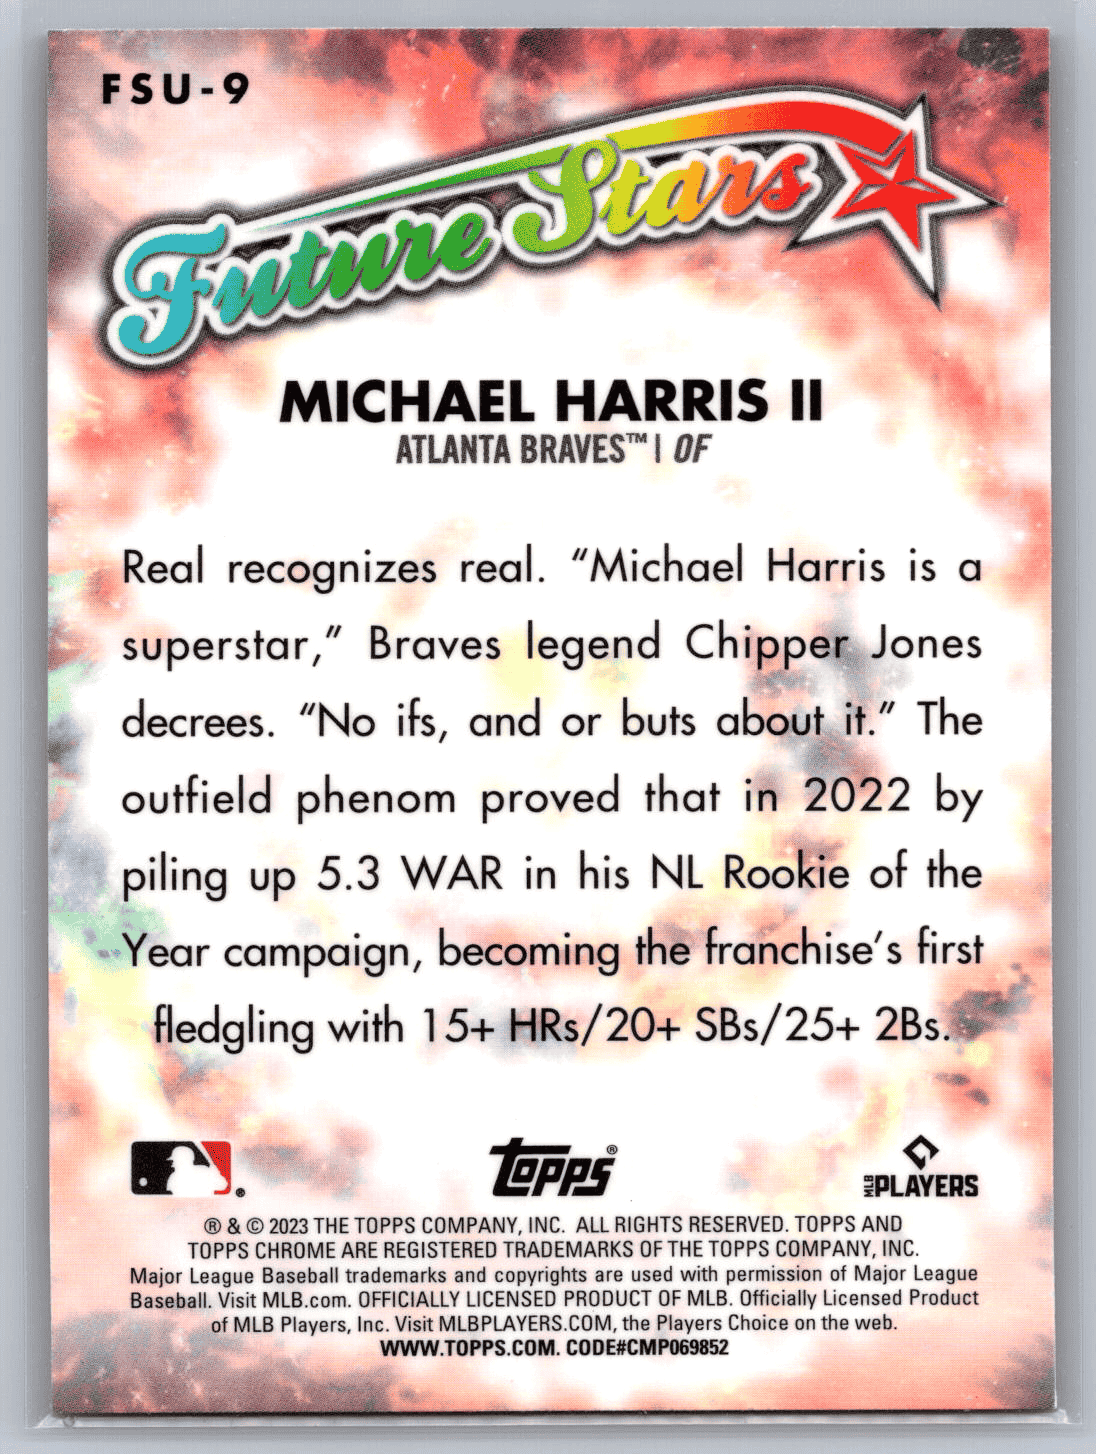 FSU-9
Future Stars
MICHAEL HARRIS II
ATLANTA BRAVES™ | OF
Real recognizes real. “Michael Harris is a
superstar,” Braves legend Chipper Jones
decrees. “No ifs, and or buts about it.” The
outfield phenom proved that in 2022 by
piling up 5.3 WAR in his NL Rookie of the
Year campaign, becoming the franchise’s first
fledgling with 15+ HRs/20+ SBs/25+ 2Bs.
® topps® MLB PLAYERS
® & © 2023 THE TOPPS COMPANY, INC. ALL RIGHTS RESERVED. TOPPS AND
TOPPS CHROME ARE REGISTERED TRADEMARKS OF THE TOPPS COMPANY, INC.
Major League Baseball trademarks and copyrights are used with permission of Major League
Baseball. Visit MLB.com. OFFICIALLY LICENSED PRODUCT OF MLB. Officially Licensed Product
of MLB Players, Inc. Visit MLBPLAYERS.COM, the Players Choice on the web.
WWW.TOPPS.COM. CODE#CMP069852